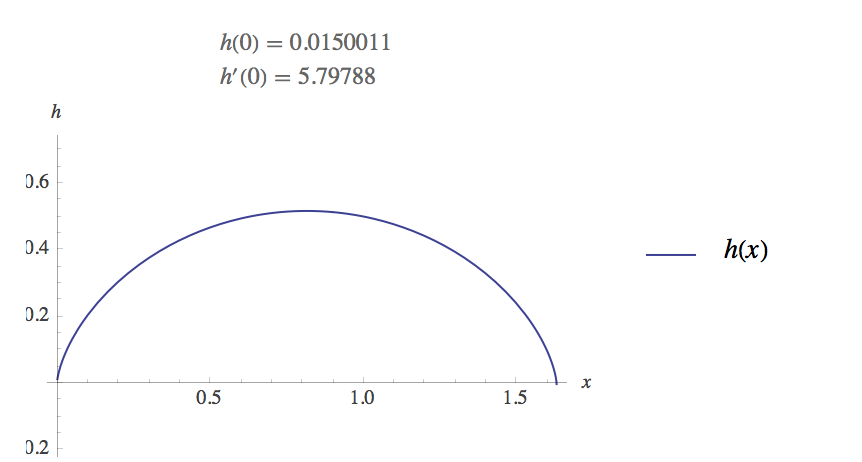 h(0) = 0.0150011
h′(0) = 5.79788
h
0.6
0.4
h(x)
0.2
x
0.5 1.0 1.5
0.2